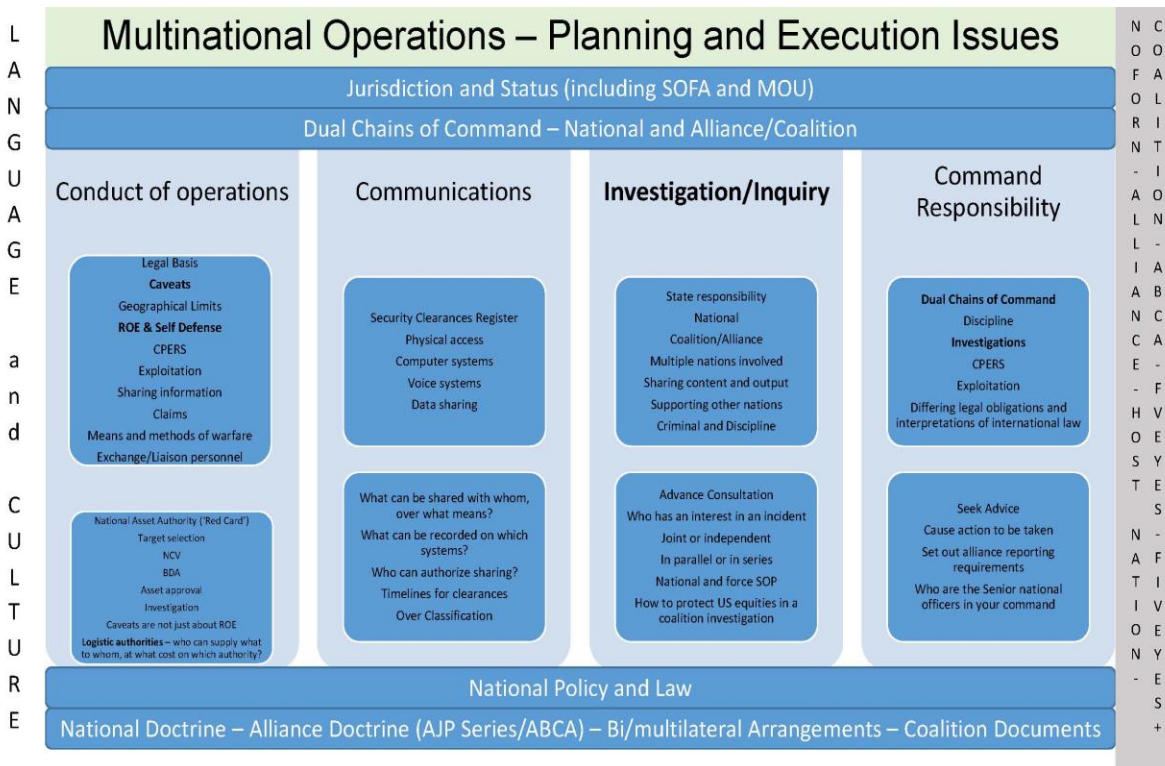 Multinational Operations – Planning and Execution Issues
Jurisdiction and Status (including SOFA and MOU)
Dual Chains of Command – National and Alliance/Coalition
LANGUAGE and CULTURE
Conduct of operations
Legal Basis
Caveats
Geographical Limits
ROE & Self Defense
CPERS
Exploitation
Sharing information
Claims
Means and methods of warfare
Exchange/Liaison personnel
National Asset Authority ('Red Card')
Target selection
NCV
BDA
Asset approval
Investigation
Caveats are not just about ROE
Logistic authorities – who can supply what
to whom, at what cost on which authority?
Communications
Security Clearances Register
Physical access
Computer systems
Voice systems
Data sharing
What can be shared with whom,
over what means?
What can be recorded on which
systems?
Who can authorize sharing?
Timelines for clearances
Over Classification
Investigation/Inquiry
State responsibility
National
Coalition/Alliance
Multiple nations involved
Sharing content and output
Supporting other nations
Criminal and Discipline
Advance Consultation
Who has an interest in an incident
Joint or independent
In parallel or in series
National and force SOP
How to protect US equities in a
coalition investigation
Command
Responsibility
Dual Chains of Command
Discipline
Investigations
CPERS
Exploitation
Differing legal obligations and
interpretations of international law
Seek Advice
Cause action to be taken
Set out alliance reporting
requirements
Who are the Senior national
officers in your command
National Policy and Law
National Doctrine – Alliance Doctrine (AJP Series/ABCA) – Bi/multilateral Arrangements – Coalition Documents
NOFORN-ALLIANCE-HOST NATION-
COALITION-ABCA-FVEYES-FIVEYES+